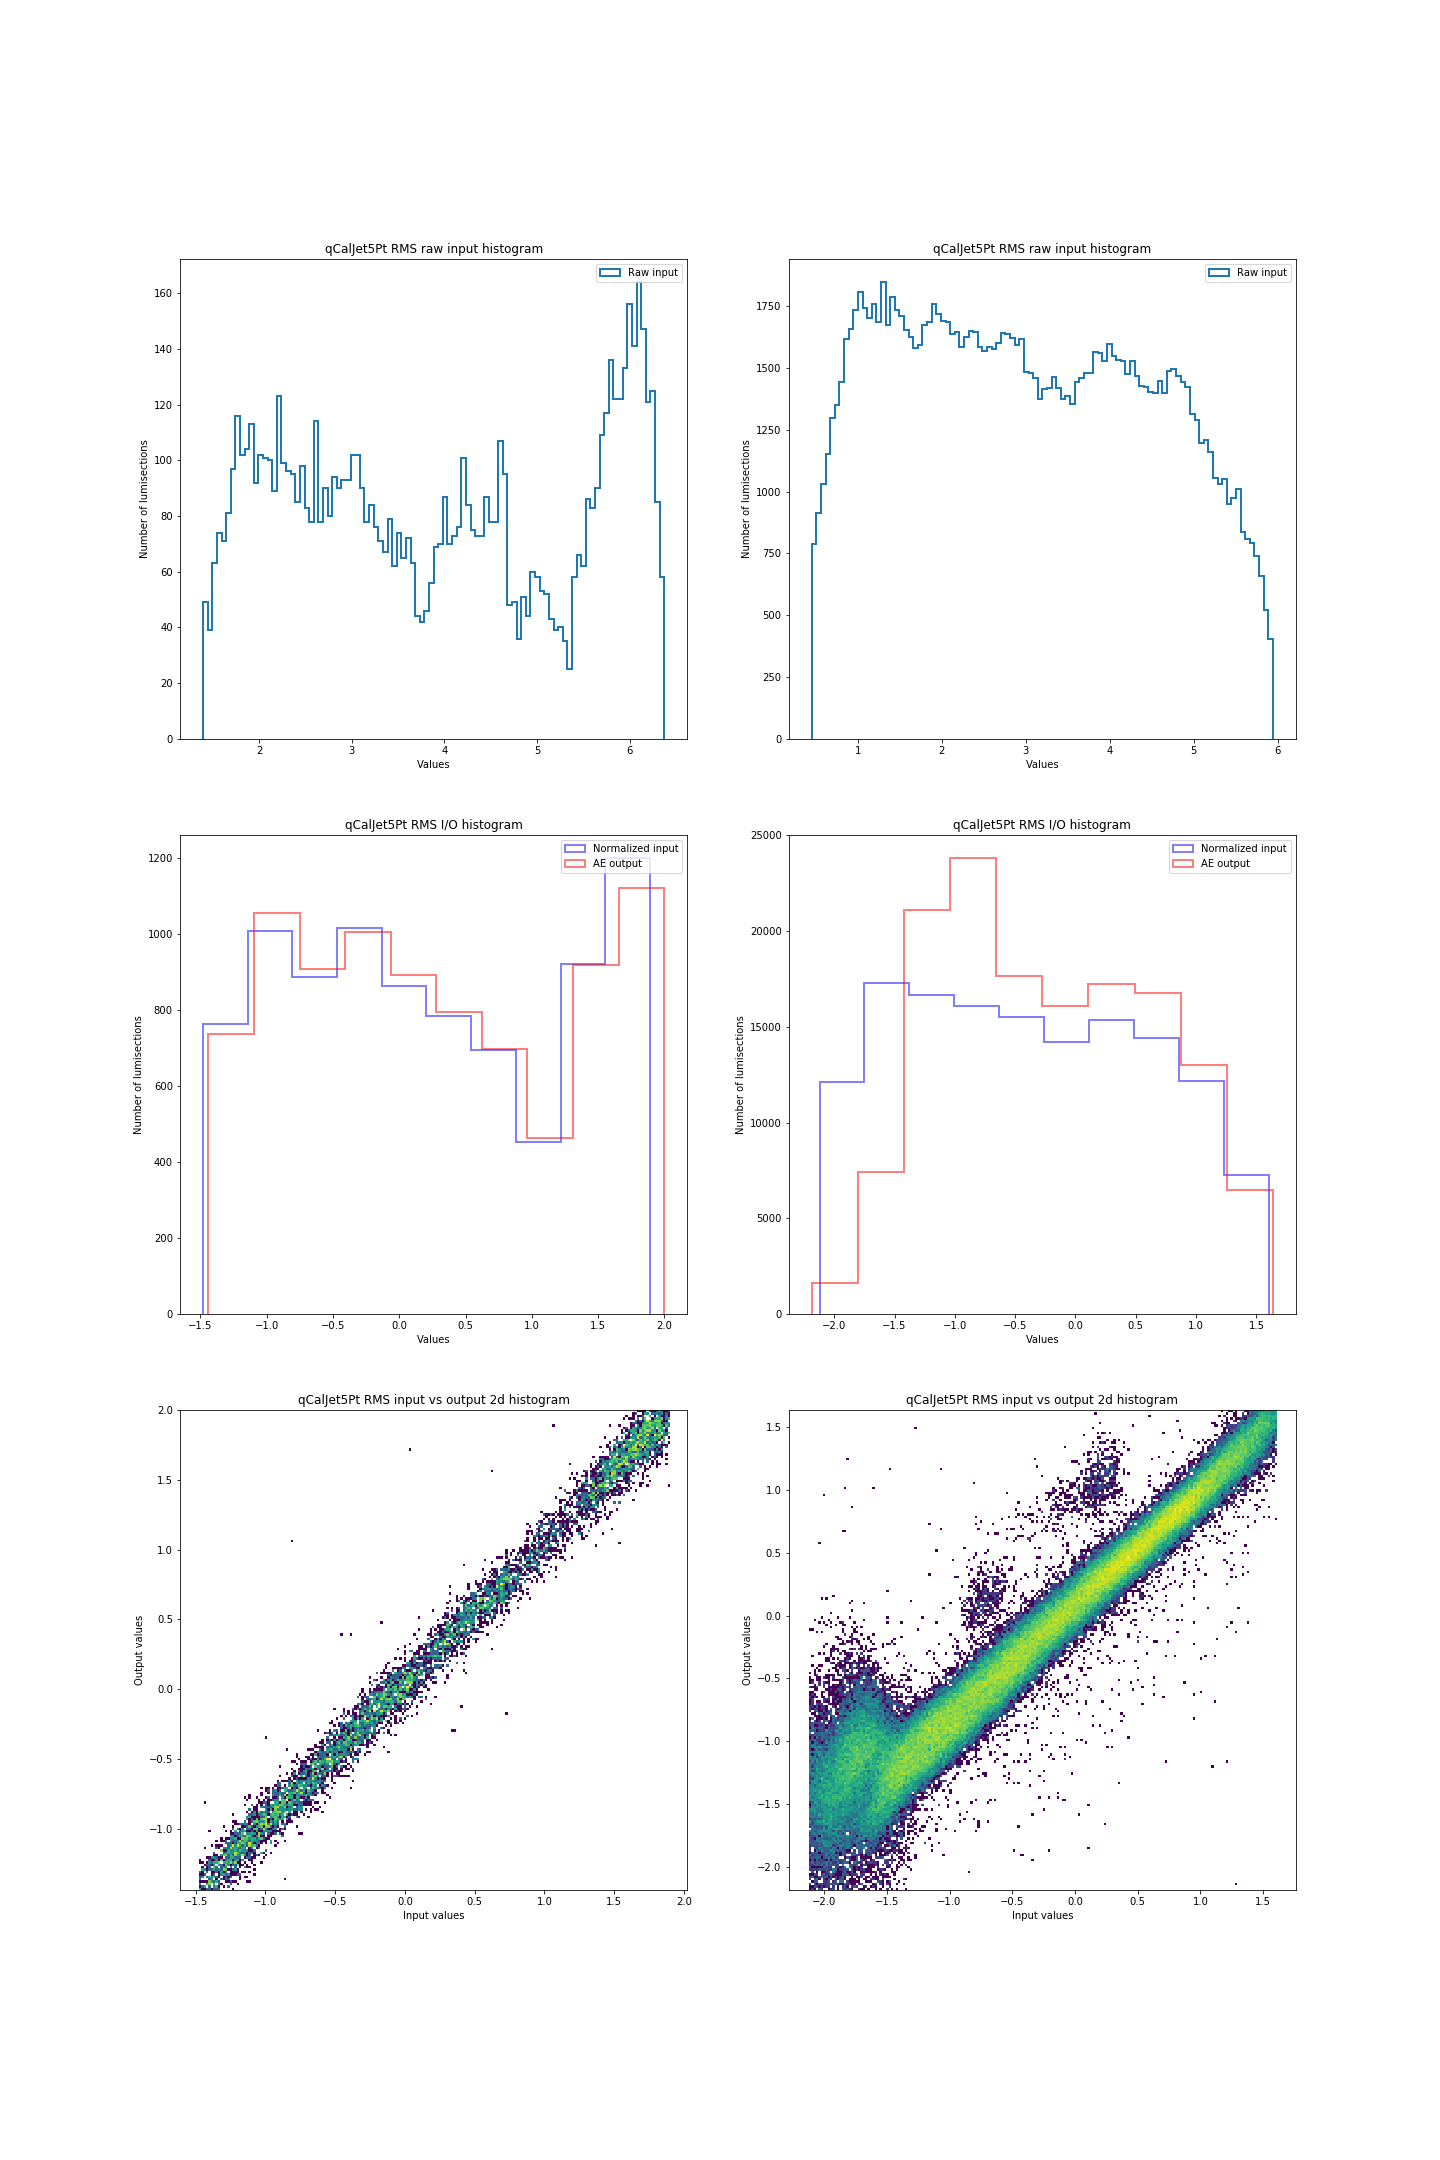 qCalJet5Pt RMS raw input histogram
Raw input
Number of lumisections
160
140
120
100
80
60
40
20
0
2 3 4 5 6
Values
qCalJet5Pt RMS raw input histogram
Raw input
Number of lumisections
1750
1500
1250
1000
750
500
250
0
1 2 3 4 5 6
Values
qCalJet5Pt RMS I/O histogram
Normalized input
AE output
Number of lumisections
1200
1000
800
600
400
200
0
−1.5 −1.0 −0.5 0.0 0.5 1.0 1.5 2.0
Values
qCalJet5Pt RMS I/O histogram
Normalized input
AE output
Number of lumisections
25000
20000
15000
10000
5000
0
−2.0 −1.5 −1.0 −0.5 0.0 0.5 1.0 1.5
Values
qCalJet5Pt RMS input vs output 2d histogram
Output values
2.0
1.5
1.0
0.5
0.0
−0.5
−1.0
−1.5 −1.0 −0.5 0.0 0.5 1.0 1.5 2.0
Input values
qCalJet5Pt RMS input vs output 2d histogram
Output values
1.5
1.0
0.5
0.0
−0.5
−1.0
−1.5
−2.0
−2.0 −1.5 −1.0 −0.5 0.0 0.5 1.0 1.5
Input values